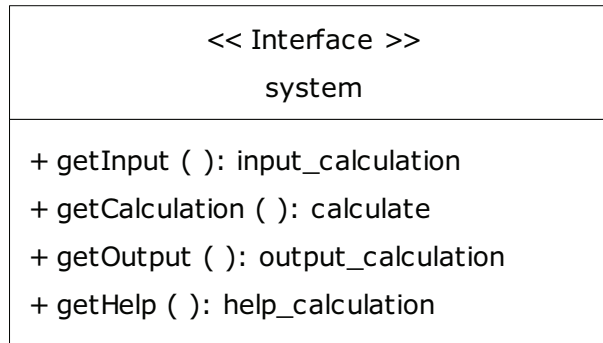 << Interface >>
system
+ getInput ( ): input_calculation
+ getCalculation ( ): calculate
+ getOutput ( ): output_calculation
+ getHelp ( ): help_calculation